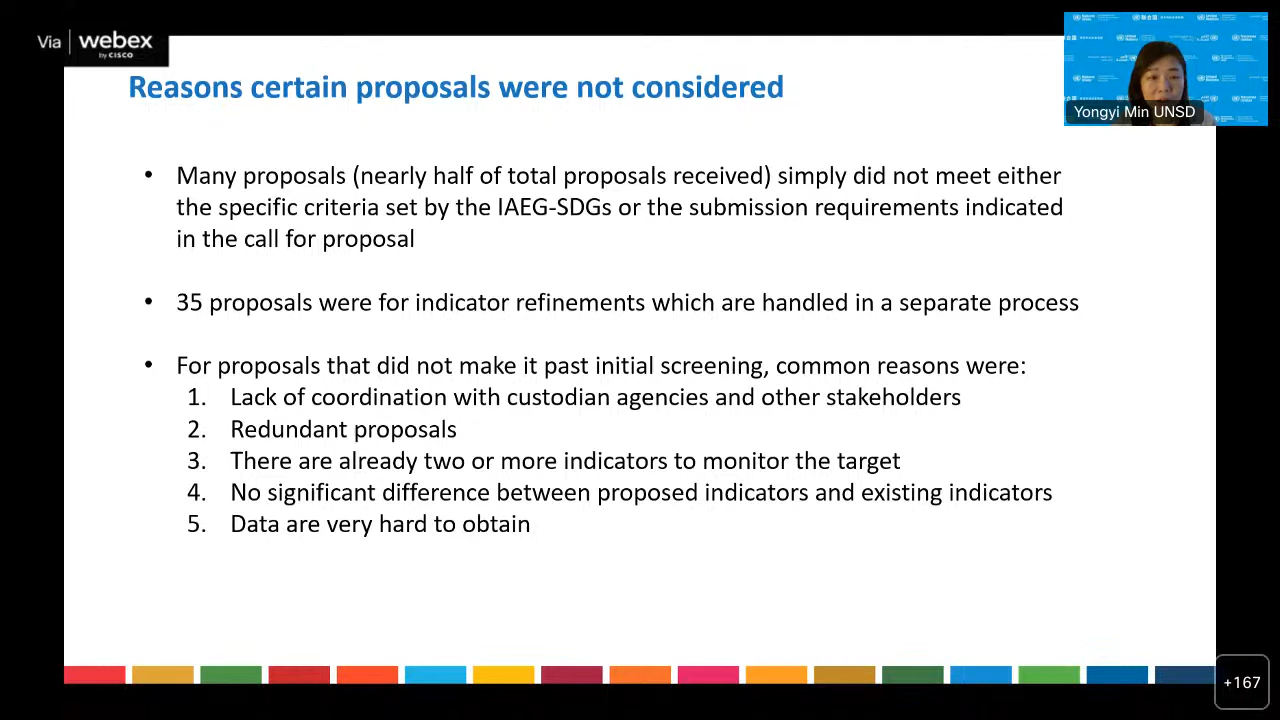 Via webex
by CISCO
Reasons certain proposals were not considered
Yongyi Min UNSD
• Many proposals (nearly half of total proposals received) simply did not meet either
the specific criteria set by the IAEG-SDGs or the submission requirements indicated
in the call for proposal
• 35 proposals were for indicator refinements which are handled in a separate process
• For proposals that did not make it past initial screening, common reasons were:
1. Lack of coordination with custodian agencies and other stakeholders
2. Redundant proposals
3. There are already two or more indicators to monitor the target
4. No significant difference between proposed indicators and existing indicators
5. Data are very hard to obtain
+167